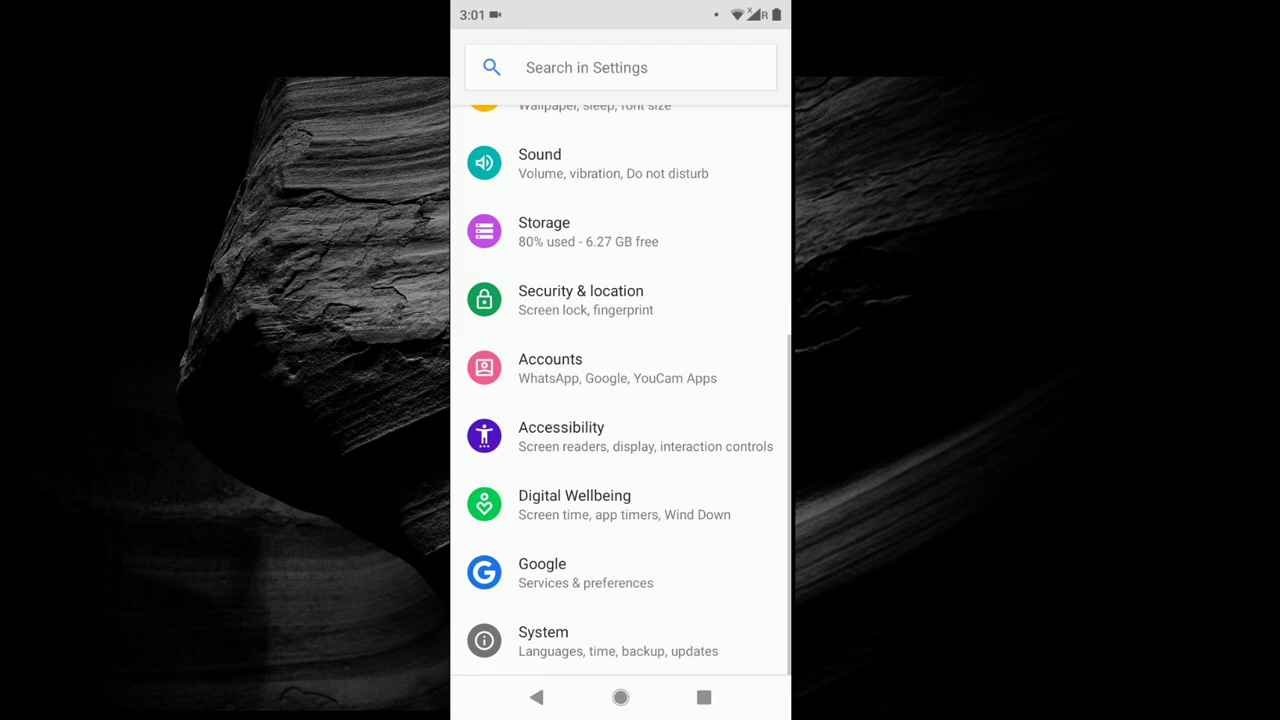 3:01
X
R
Search in Settings
Wallpaper, sleep, font size
Sound
Volume, vibration, Do not disturb
Storage
80% used - 6.27 GB free
Security & location
Screen lock, fingerprint
Accounts
WhatsApp, Google, YouCam Apps
Accessibility
Screen readers, display, interaction controls
Digital Wellbeing
Screen time, app timers, Wind Down
Google
Services & preferences
System
Languages, time, backup, updates